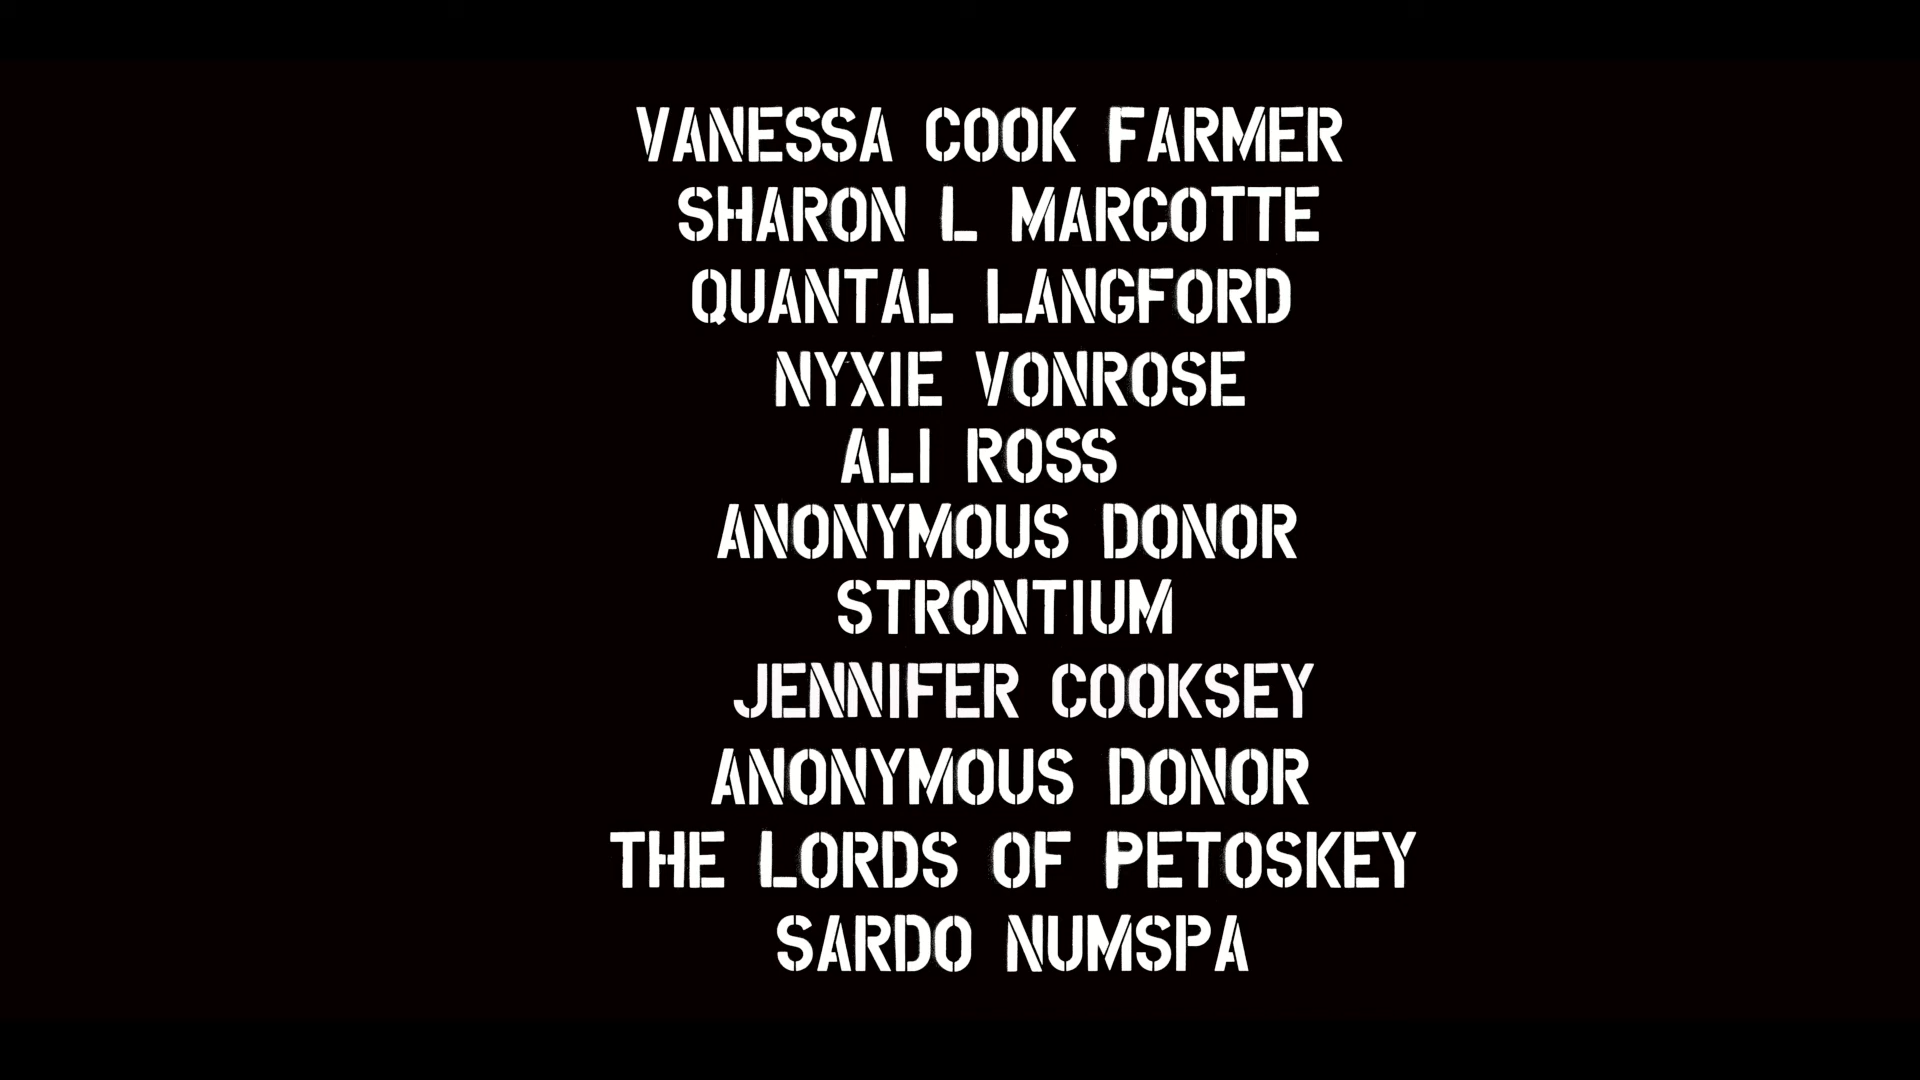 VANESSA COOK FARMER
SHARON L MARCOTTE
QUANTAL LANGFORD
NYXIE VONROSE
ALI ROSS
ANONYMOUS DONOR
STRONTIUM
JENNIFER COOKSEY
ANONYMOUS DONOR
THE LORDS OF PETOSKEY
SARDO NUMSPA